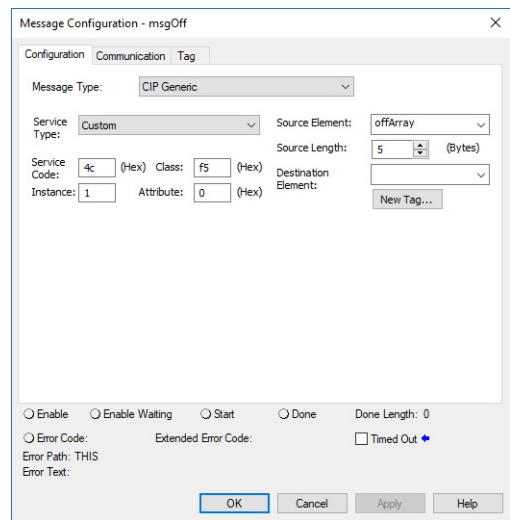 Message Configuration - msgOff
Configuration Communication Tag
Message Type: CIP Generic
Service Type: Custom
Source Element: offArray
Source Length: 5 (Bytes)
Service Code: 4c (Hex) Class: f5 (Hex)
Destination Element:
Instance: 1 Attribute: 0 (Hex)
New Tag...
Enable Enable Waiting Start Done Done Length: 0
Error Code: Extended Error Code: Timed Out
Error Path: THIS
Error Text:
OK Cancel Apply Help